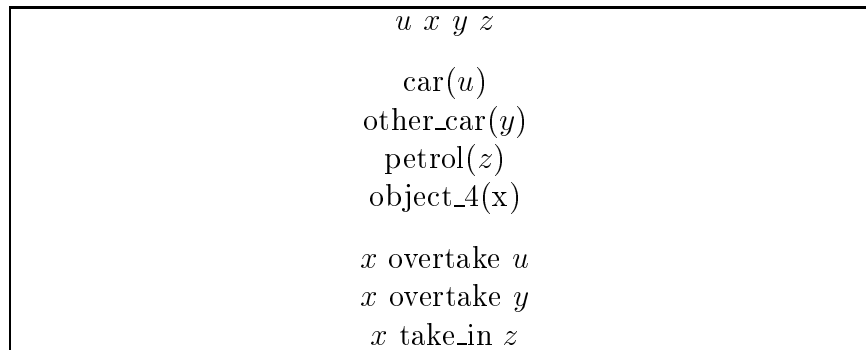 u x y z
car(u)
other_car(y)
petrol(z)
object_4(x)
x overtake u
x overtake y
x take_in z